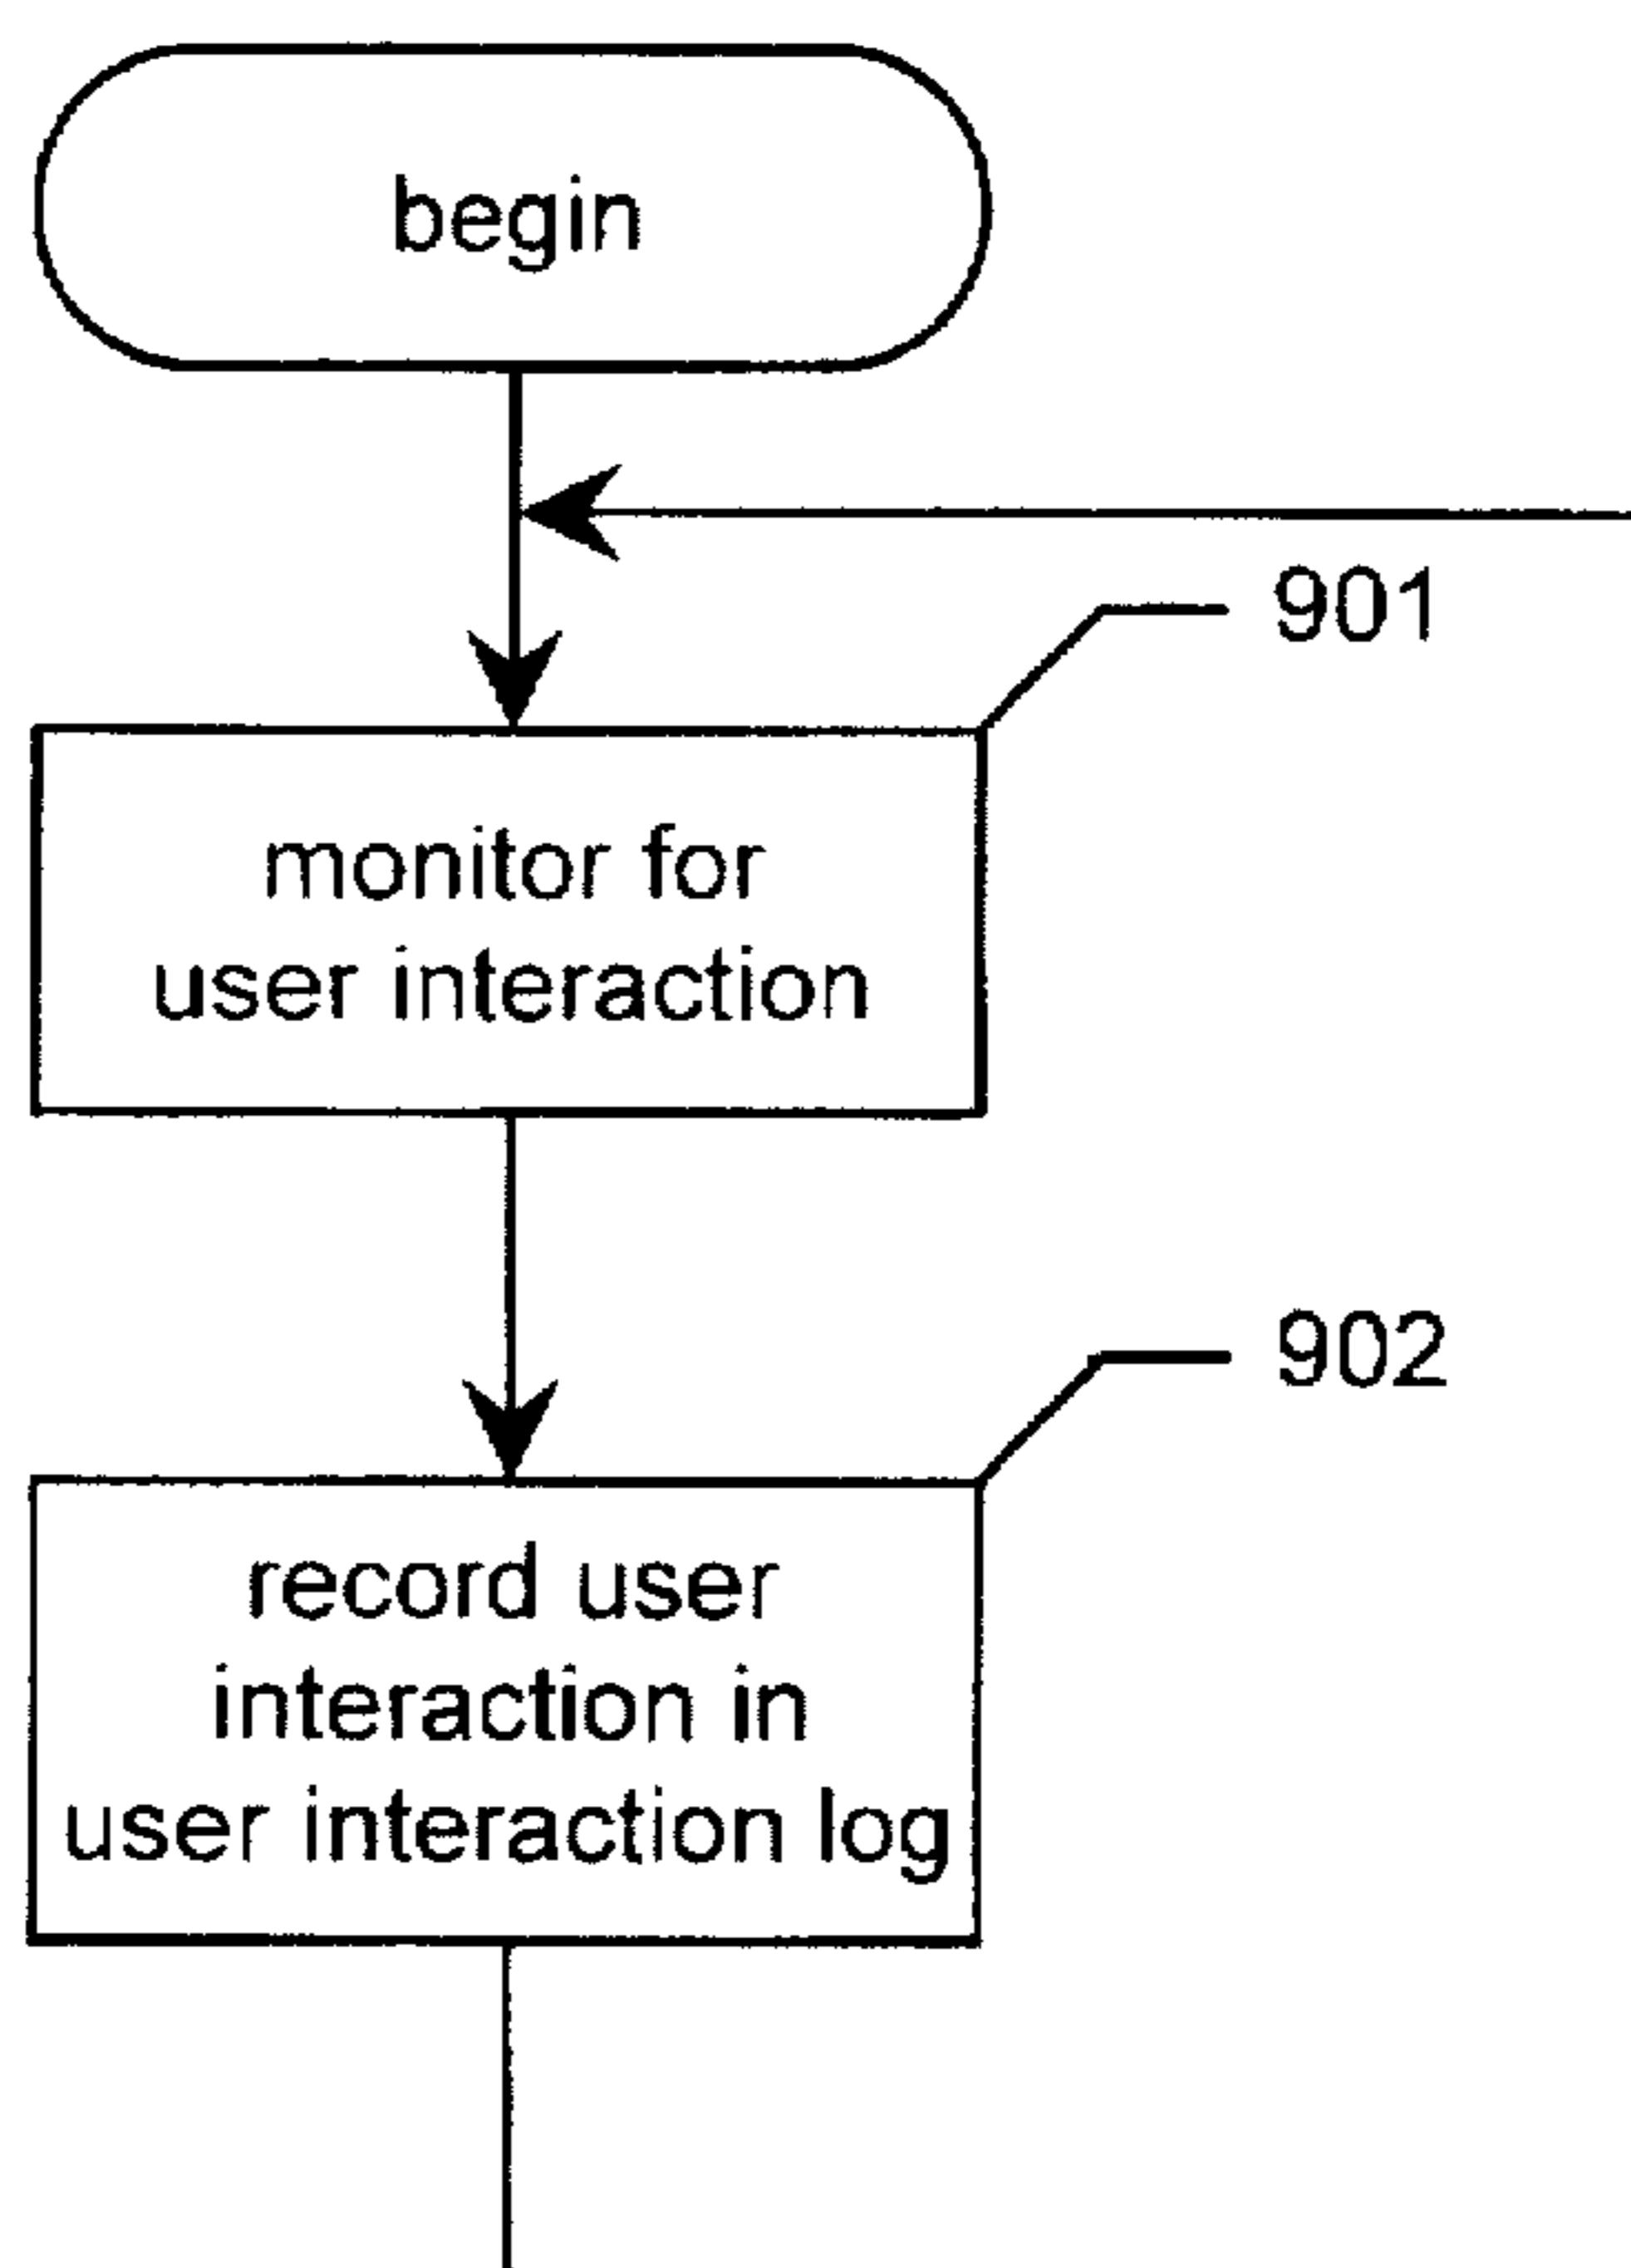 begin
901
monitor for
user interaction
902
record user
interaction in
user interaction log